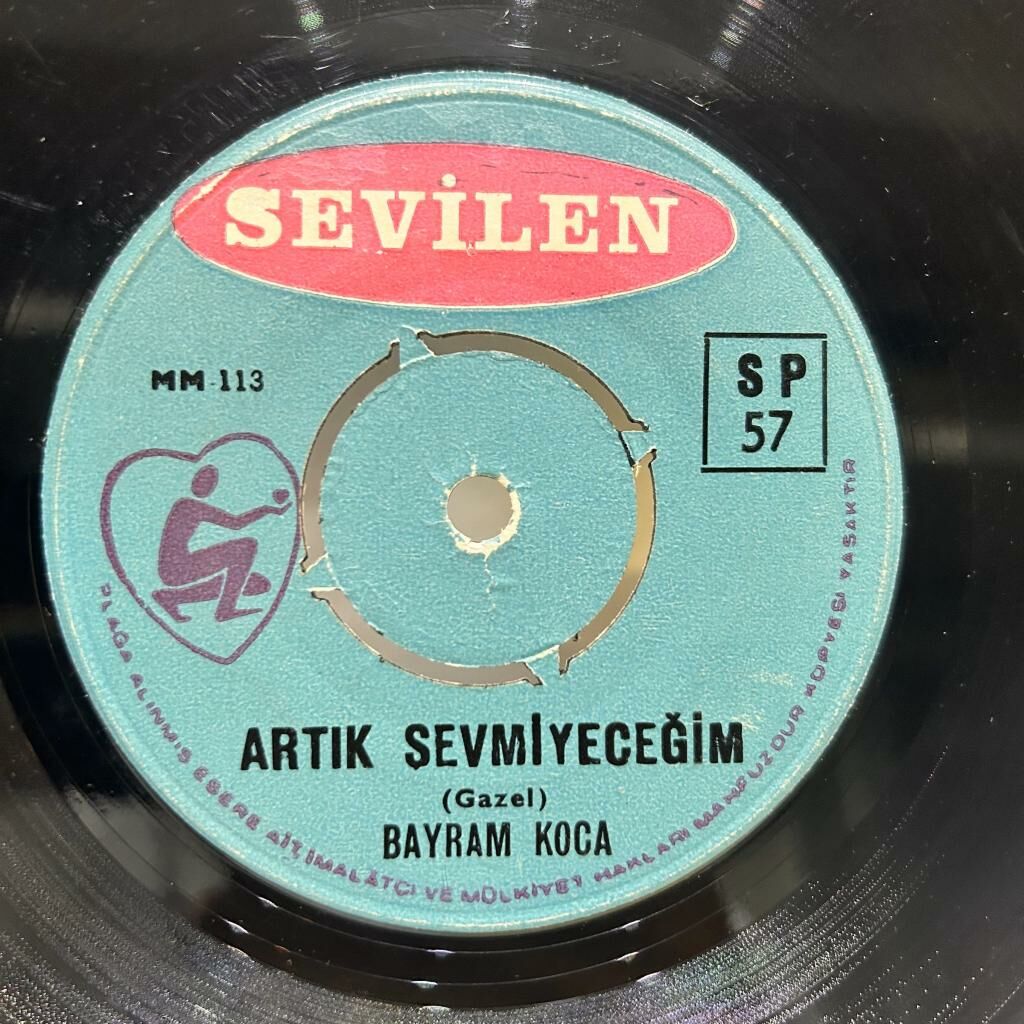 SEVİLEN
MM-113
SP
57
ARTIK ŞEVMİYECEĞİM
(Gazel)
BAYRAM KOCA
PLAĞA ALINMIŞ ESERE AİT İMALÂTÇI VE MÜLKİYET HAKLARI MAHFUZDUR KOPYESİ YASAKTIR